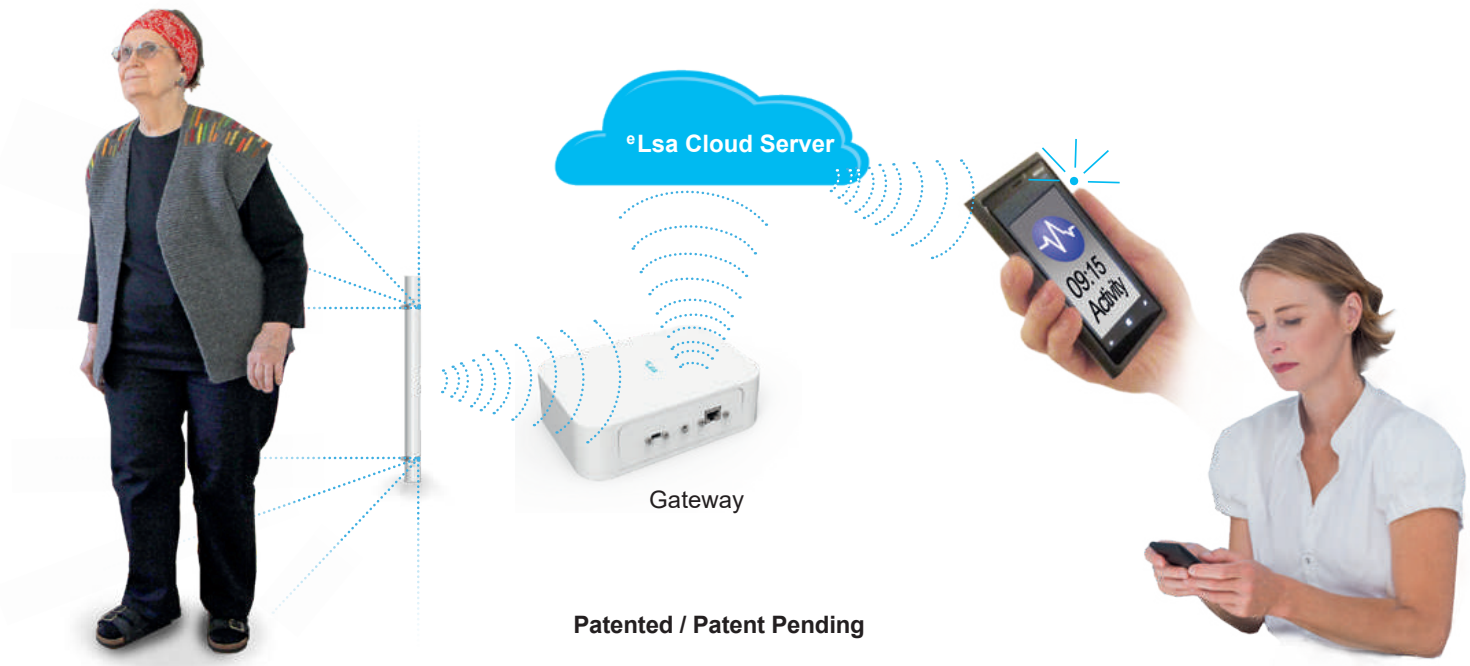 ᵉLsa Cloud Server
09:15
Activity
Gateway
Patented / Patent Pending